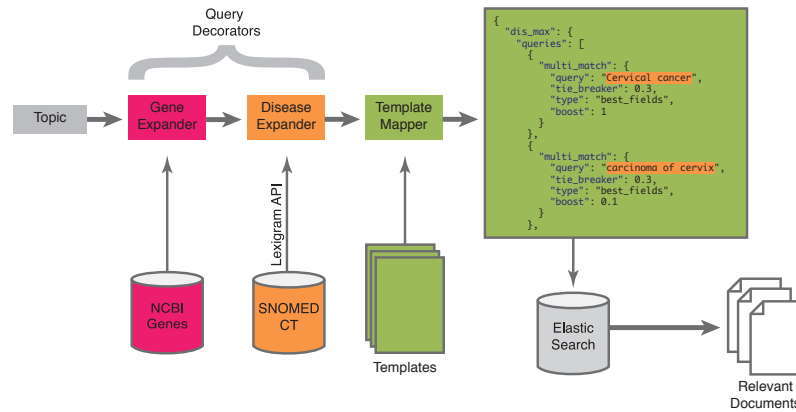 Query
Decorators
Topic
Gene
Expander
Disease
Expander
Template
Mapper
{
"dis_max": {
"queries": [
{
"multi_match": {
"query": "Cervical cancer",
"tie_breaker": 0.3,
"type": "best_fields",
"boost": 1
}
},
{
"multi_match": {
"query": "carcinoma of cervix",
"tie_breaker": 0.3,
"type": "best_fields",
"boost": 0.1
}
},
Lexigram API
NCBI
Genes
SNOMED
CT
Templates
Elastic
Search
Relevant
Documents